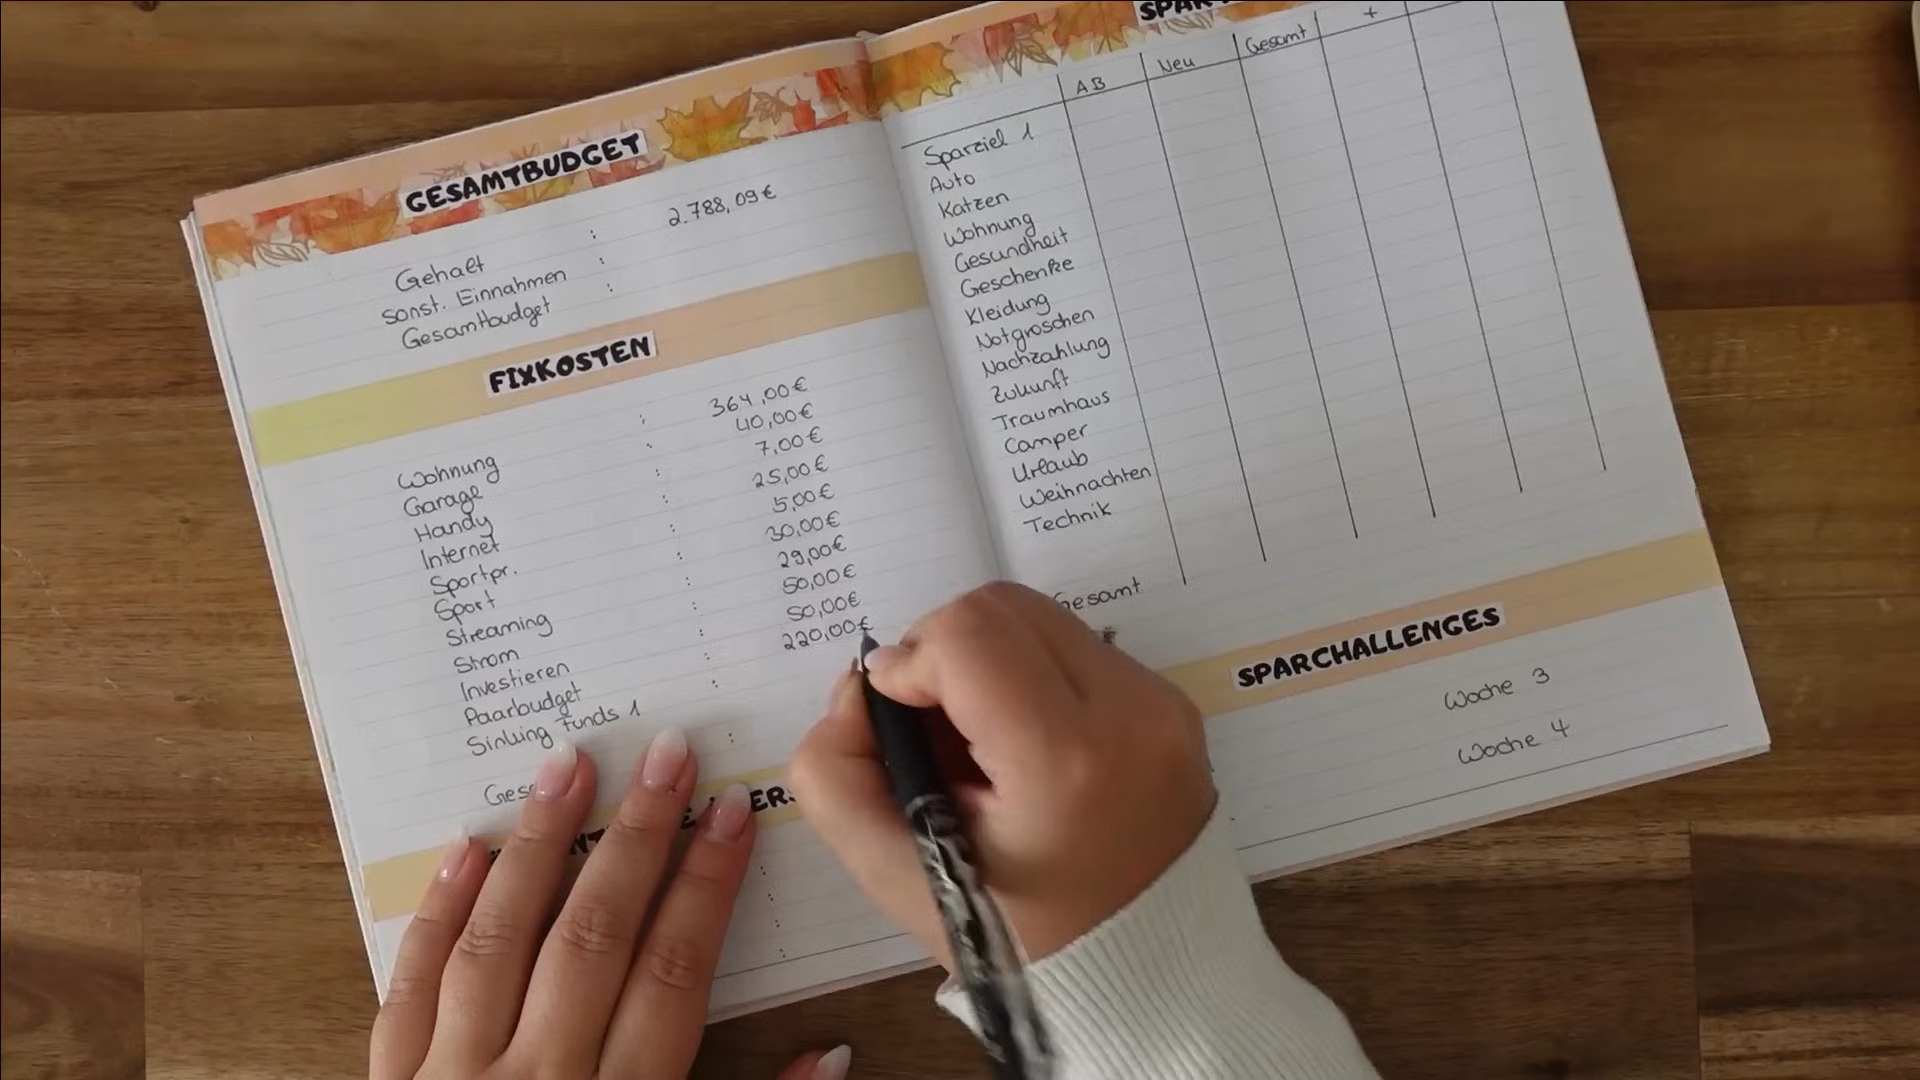 GESAMTBUDGET
Gehalt : 2.788,09€
sonst. Einnahmen :
Gesamtbudget :
FIXKOSTEN
Wohnung : 364,00€
Garage : 40,00€
Handy : 7,00€
Internet : 25,00€
Sportpr. : 5,00€
Sport : 30,00€
Streaming : 29,00€
Strom : 50,00€
Investieren : 50,00€
Paarbudget : 220,00€
Sinking Funds 1 :
:
AB Neu Gesamt +
Sparziel 1
Auto
Katzen
Wohnung
Gesundheit
Geschenke
Kleidung
Notgroschen
Nachzahlung
Zukunft
Traumhaus
Camper
Urlaub
Weihnachten
Technik
Gesamt
SPARCHALLENGES
Woche 3
Woche 4